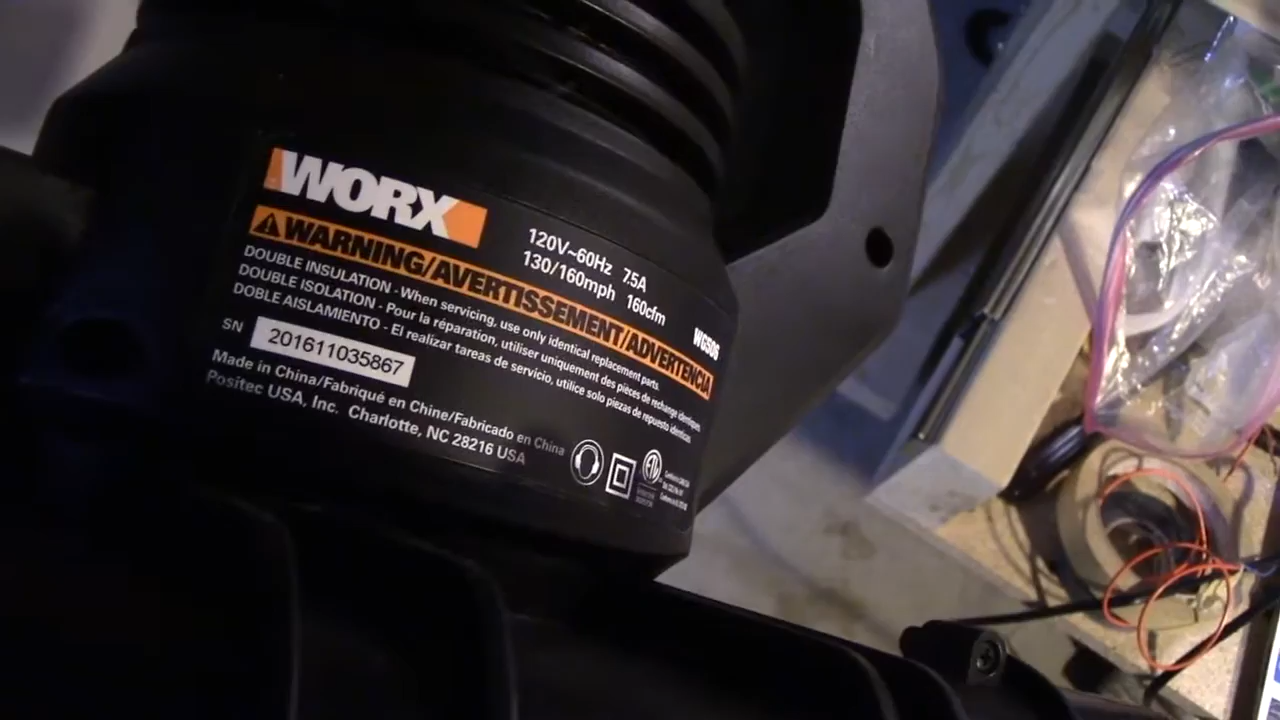 WORX
120V~60Hz 7.5A
130/160mph 160cfm
WG506
WARNING/AVERTISSEMENT/ADVERTENCIA
DOUBLE INSULATION - When servicing, use only identical replacement parts.
DOUBLE ISOLATION - Pour la réparation, utiliser uniquement des pièces de rechange identiques
DOBLE AISLAMIENTO - El realizar tareas de servicio, utilice solo piezas de repuesto idénticas
SN 201611035867
Made in China/Fabriqué en Chine/Fabricado en China
Positec USA, Inc. Charlotte, NC 28216 USA
ETL